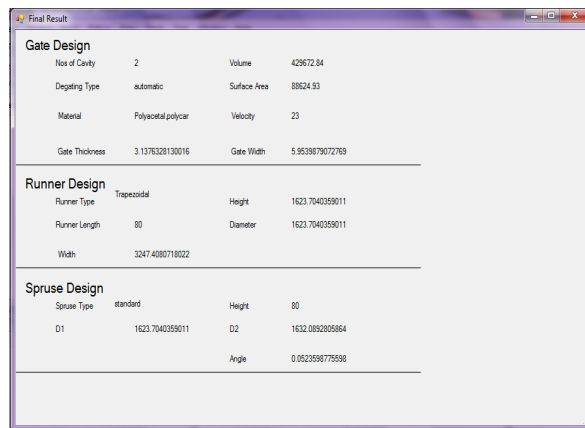 Final Result
Gate Design
Nos of Cavity 2 Volume 429672.84
Degating Type automatic Surface Area 88624.93
Material Polyacetal,polycar Velocity 23
Gate Thickness 3.1376328130016 Gate Width 5.9539879072769
Runner Design
Runner Type Trapezoidal Height 1623.7040359011
Runner Length 80 Diameter 1623.7040359011
Width 3247.4080718022
Spruse Design
Spruse Type standard Height 80
D1 1623.7040359011 D2 1632.0892805864
Angle 0.0523598775598